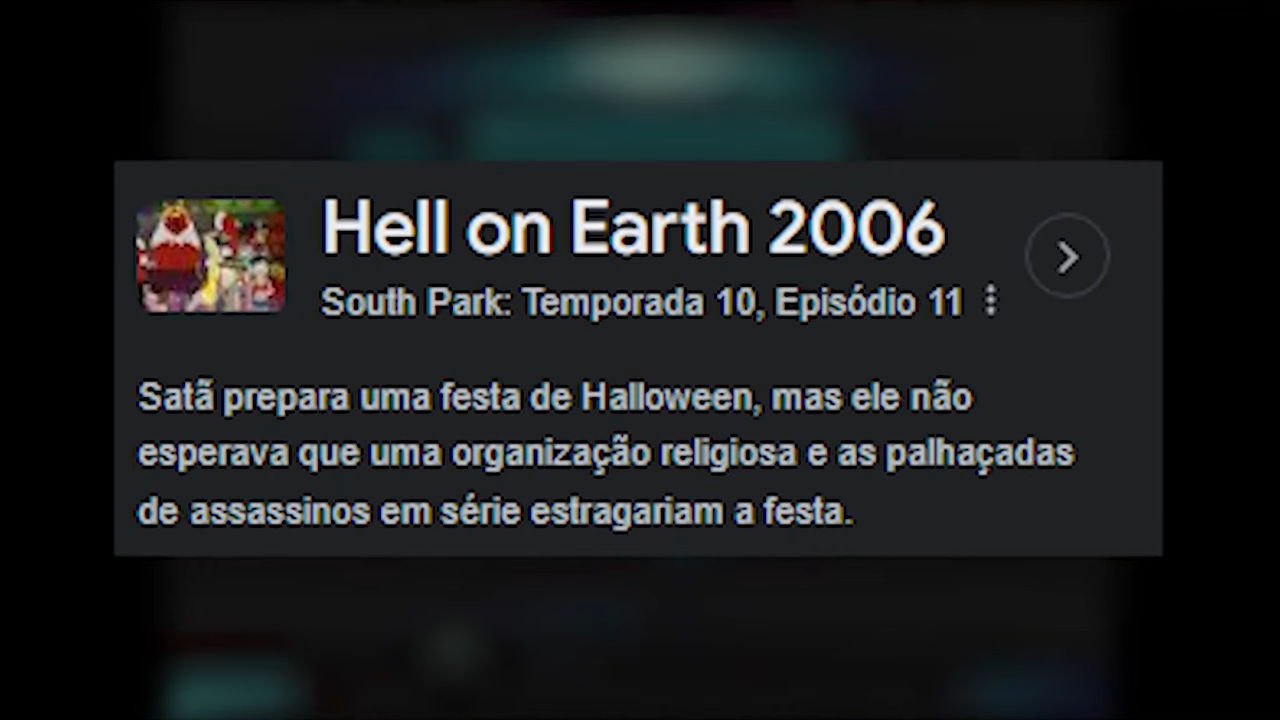 Hell on Earth 2006
South Park: Temporada 10, Episódio 11
Satã prepara uma festa de Halloween, mas ele não
esperava que uma organização religiosa e as palhaçadas
de assassinos em série estragariam a festa.